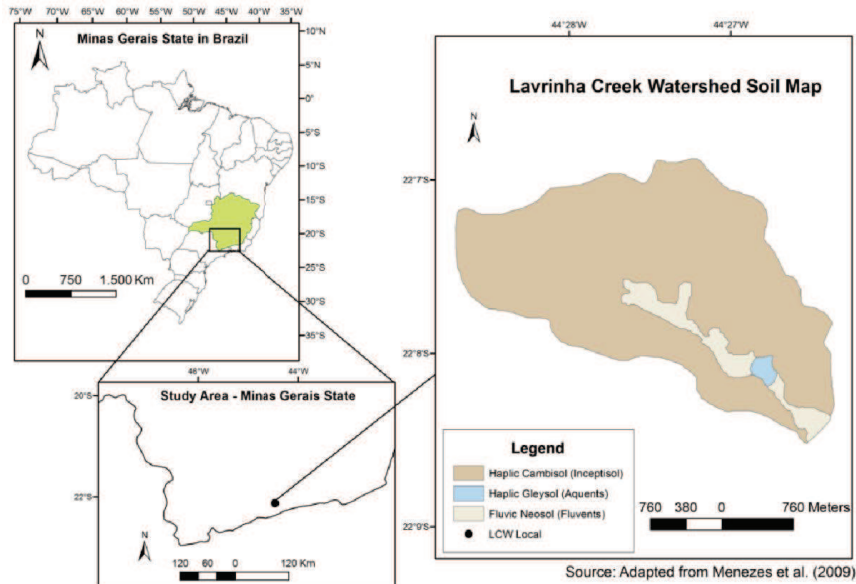 75°W 70°W 65°W 60°W 55°W 50°W 45°W 40°W 35°W
Minas Gerais State in Brazil
N
10°N
5°N
0°
5°S
10°S
15°S
20°S
25°S
30°S
35°S
0 750 1.500 Km
48°W 44°W
20°S
22°S
Study Area - Minas Gerais State
N
120 60 0 120 Km
44°28'W 44°27'W
Lavrinha Creek Watershed Soil Map
N
22°7'S
22°8'S
22°9'S
Legend
Haplic Cambisol (Inceptisol)
Haplic Gleysol (Aquents)
Fluvic Neosol (Fluvents)
LCW Local
760 380 0 760 Meters
Source: Adapted from Menezes et al. (2009)